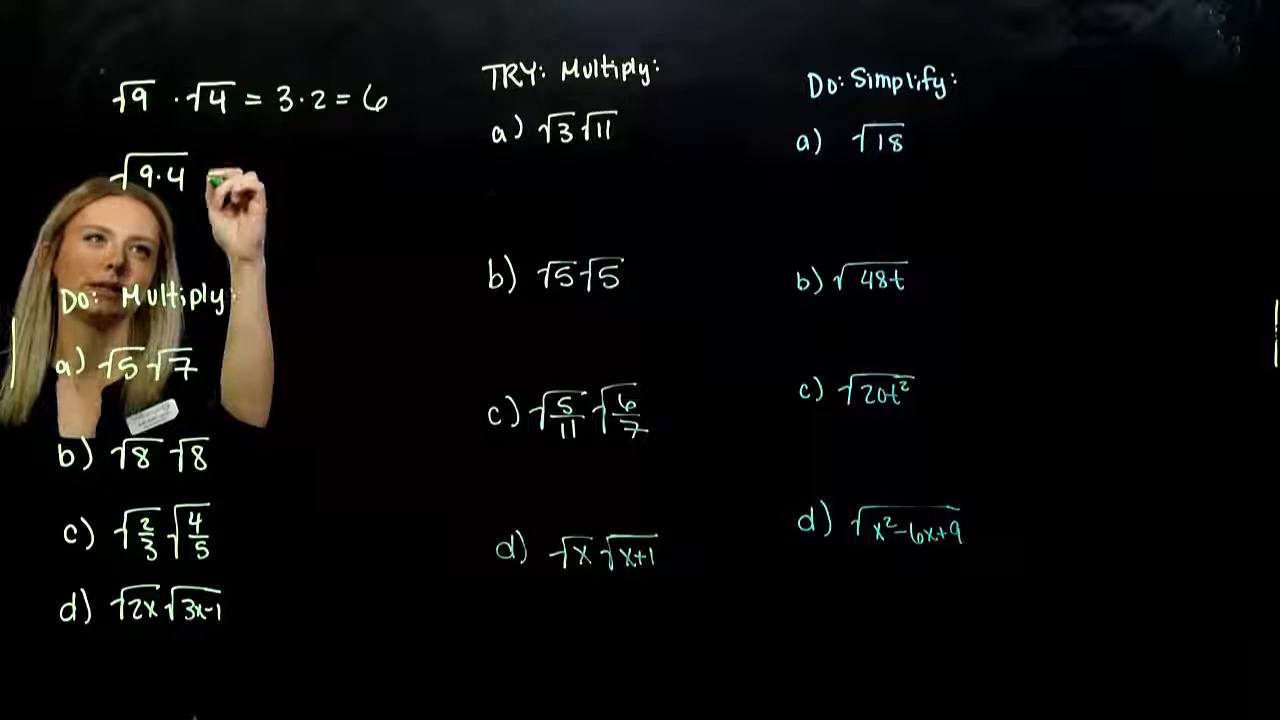 √9 · √4 = 3 · 2 = 6
√9·4
Do: Multiply:
a) √5 √7
b) √8 √8
c) √2/3 √4/5
d) √2x √3x-1
TRY: Multiply:
a) √3 √11
b) √5 √5
c) √5/11 √6/7
d) √x √x+1
Do: Simplify:
a) √18
b) √48t
c) √20t²
d) √x²-6x+9